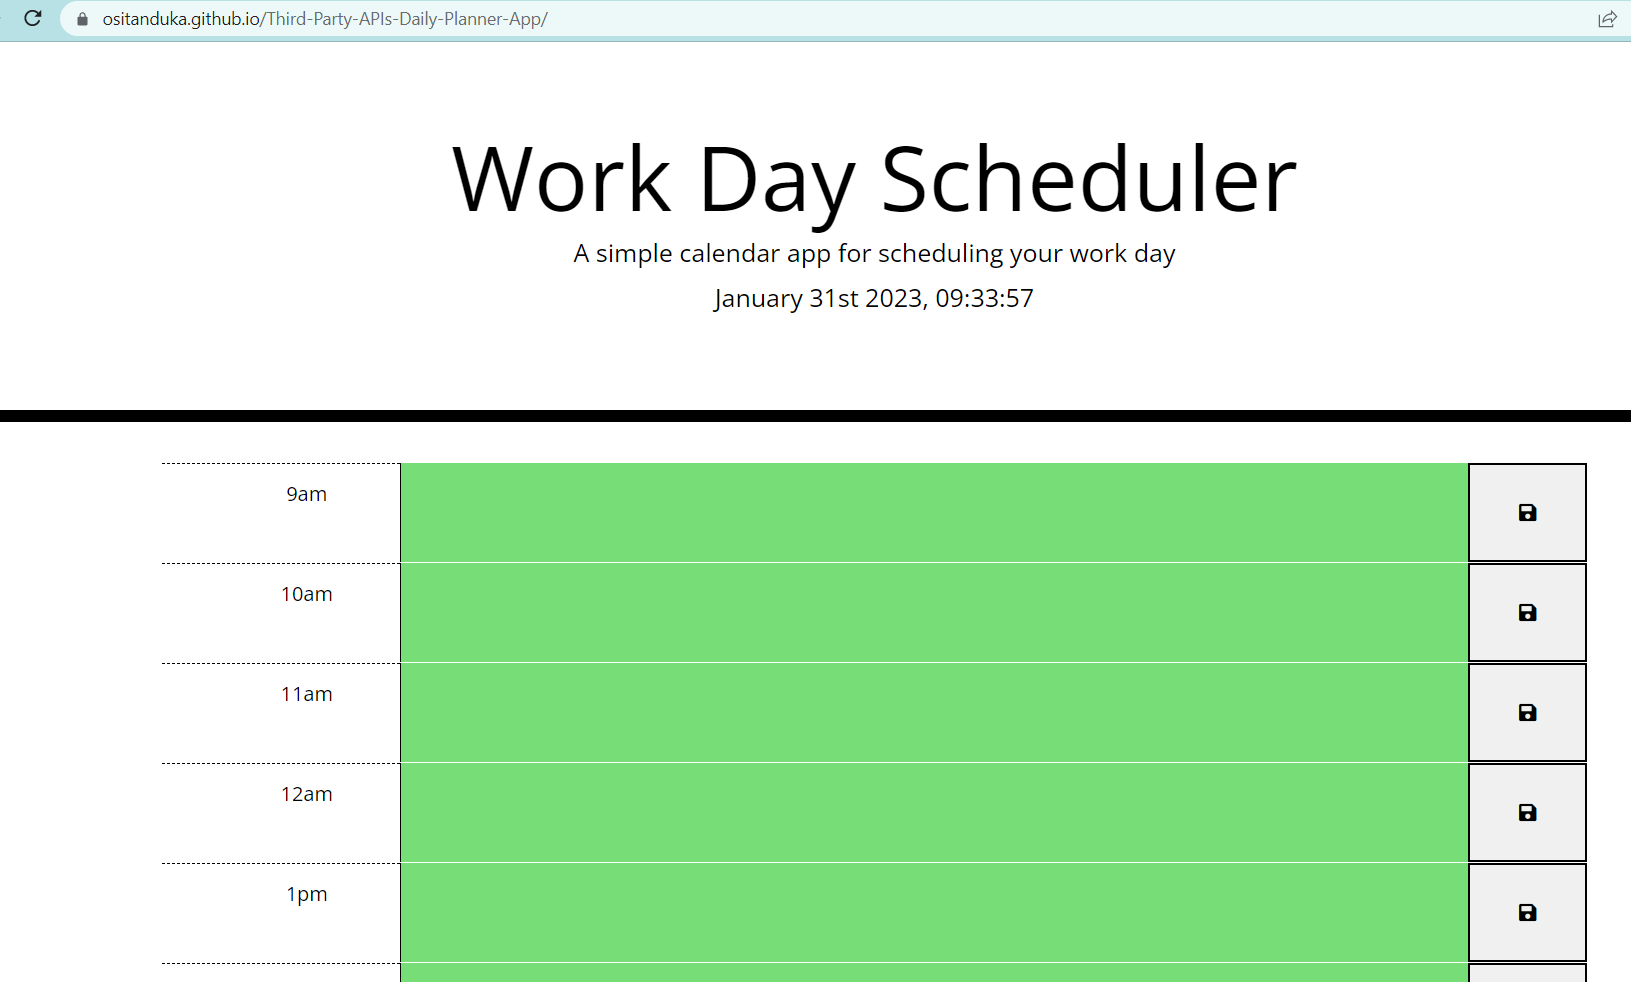 ositanduka.github.io/Third-Party-APIs-Daily-Planner-App/
Work Day Scheduler
A simple calendar app for scheduling your work day
January 31st 2023, 09:33:57
9am
10am
11am
12am
1pm